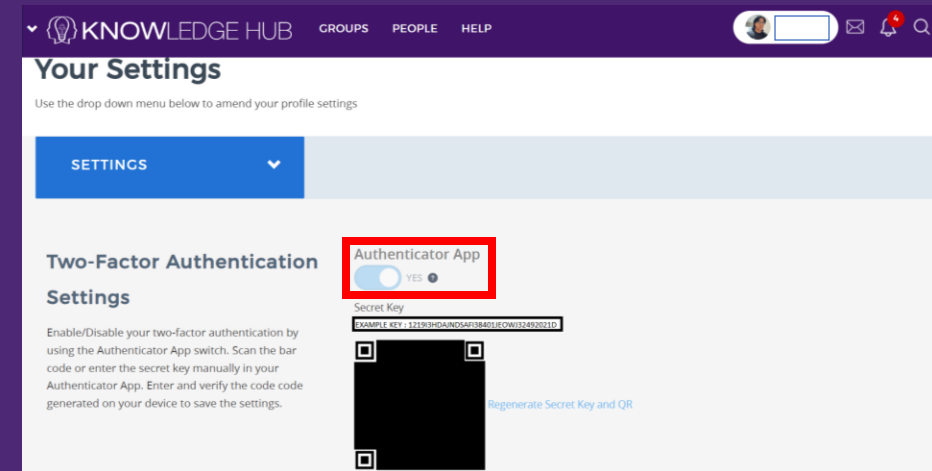 KNOWLEDGE HUB GROUPS PEOPLE HELP 4
Your Settings
Use the drop down menu below to amend your profile settings
SETTINGS
Two-Factor Authentication
Settings
Enable/Disable your two-factor authentication by
using the Authenticator App switch. Scan the bar
code or enter the secret key manually in your
Authenticator App. Enter and verify the code code
generated on your device to save the settings.
Authenticator App
YES ?
Secret Key
EXAMPLE KEY : 1219I3HDAJNDSAFI38401JEOWJ32492021D
Regenerate Secret Key and QR